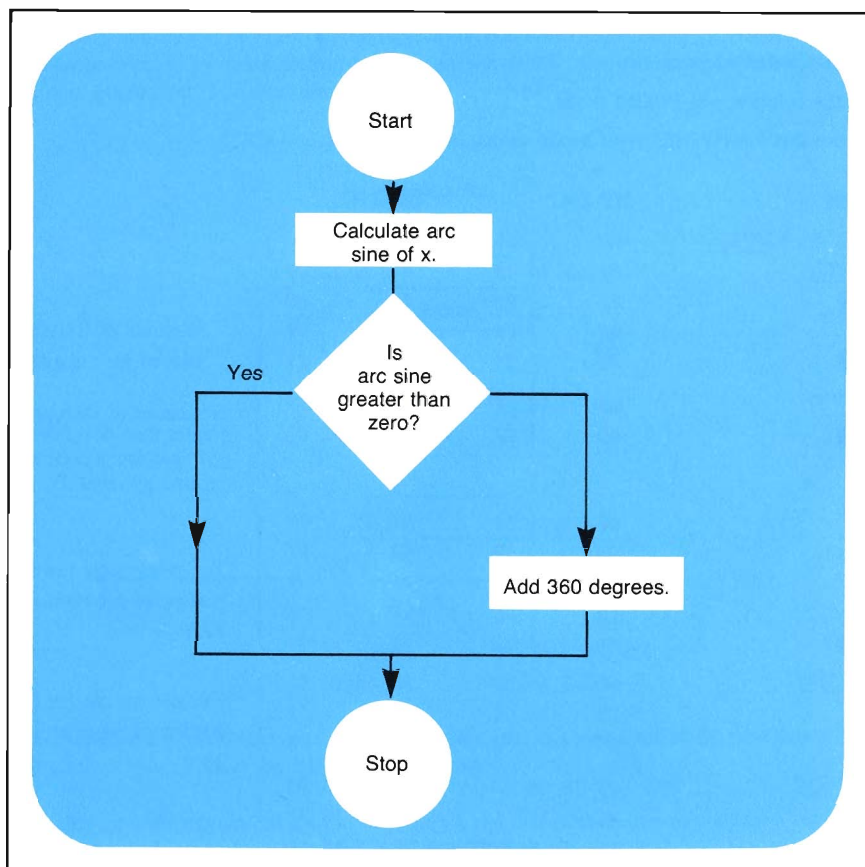 Start
Calculate arc
sine of x.
Is
arc sine
greater than
zero?
Yes
Add 360 degrees.
Stop